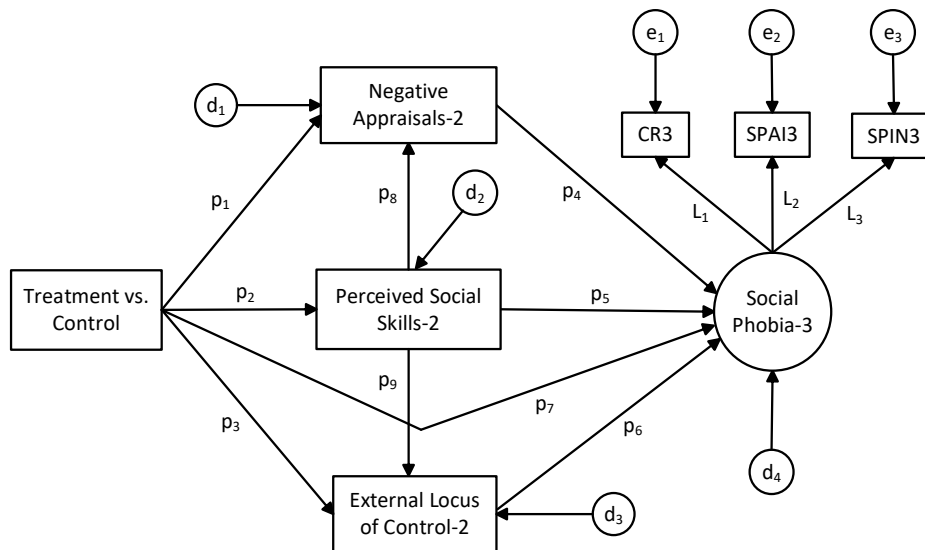 e₁
e₂
e₃
Negative
Appraisals-2
d₁
CR3
SPAI3
SPIN3
p₁
p₈
d₂
p₄
L₁
L₂
L₃
Treatment vs.
Control
p₂
Perceived Social
Skills-2
p₅
Social
Phobia-3
p₃
p₉
p₇
p₆
External Locus
of Control-2
d₃
d₄